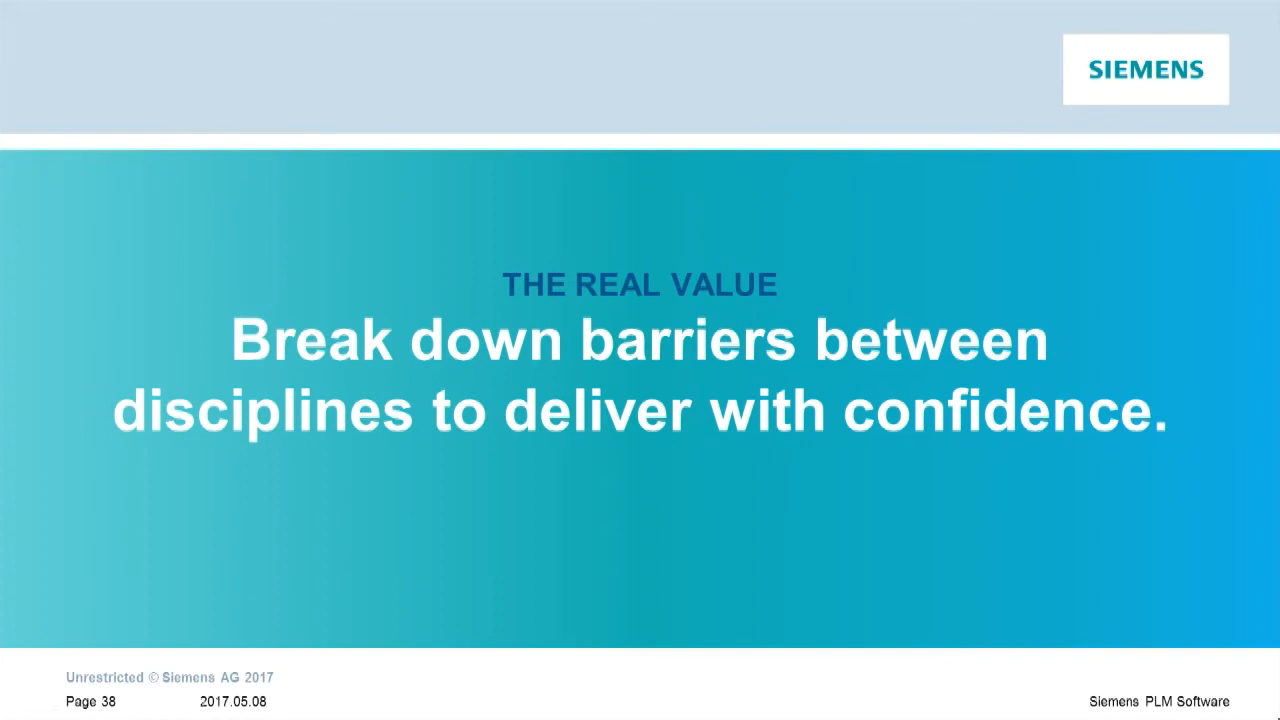 SIEMENS
THE REAL VALUE
Break down barriers between
disciplines to deliver with confidence.
Unrestricted © Siemens AG 2017
Page 38 2017.05.08 Siemens PLM Software